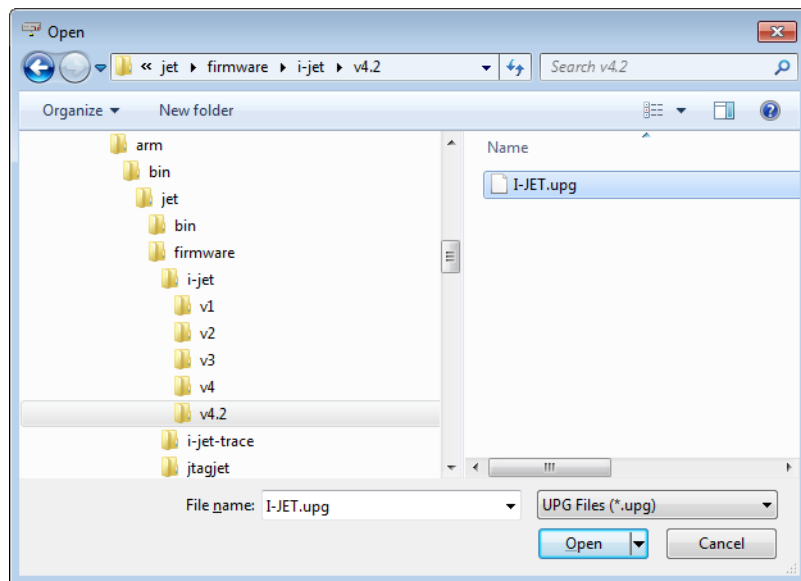 Open
« jet ▸ firmware ▸ i-jet ▸ v4.2
Search v4.2
Organize ▾ New folder
arm
bin
jet
bin
firmware
i-jet
v1
v2
v3
v4
v4.2
i-jet-trace
jtagjet
Name
I-JET.upg
File name: I-JET.upg
UPG Files (*.upg)
Open
Cancel